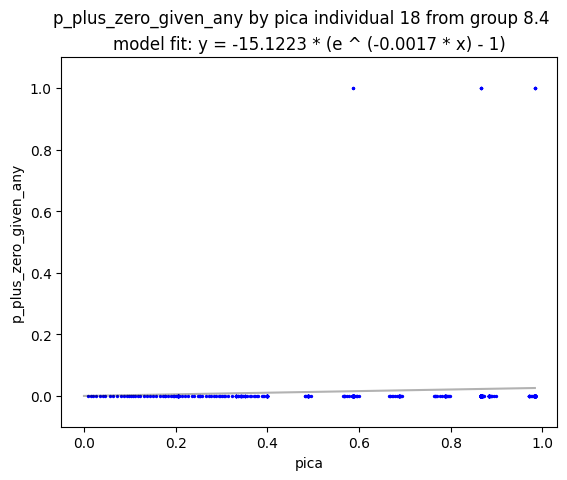 p_plus_zero_given_any by pica individual 18 from group 8.4
model fit: y = -15.1223 * (e ^ (-0.0017 * x) - 1)
1.0
0.8
0.6
0.4
0.2
0.0
p_plus_zero_given_any
0.0 0.2 0.4 0.6 0.8 1.0
pica